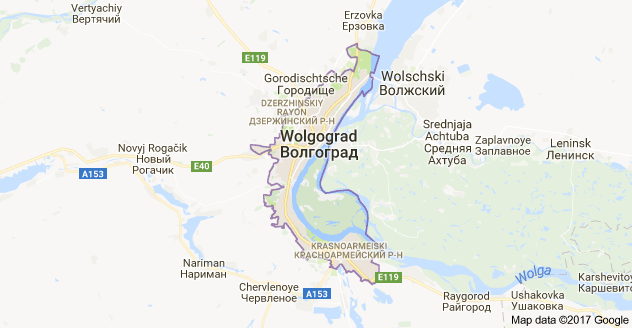 Vertyachiy
Вертячий
Erzovka
Ерзовка
E119
Gorodischtsche
Городище
Wolschski
Волжский
DZERZHINSKIY
RAYON
ДЗЕРЖИНСКИЙ Р-Н
Srednjaja
Achtuba
Средняя
Ахтуба
Wolgograd
Волгоград
Zaplavnoye
Заплавное
Leninsk
Ленинск
Novyj Rogačik
Новый
Рогачик
E40
A153
KRASNOARMEISKI
КРАСНОАРМЕЙСКИЙ Р-Н
Nariman
Нариман
E119
Wolga
Karshevitoy
Каршевито
Chervlenoye
Червленое
A153
Raygorod
Райгород
Ushakovka
Ушаковка
Map data ©2017 Google